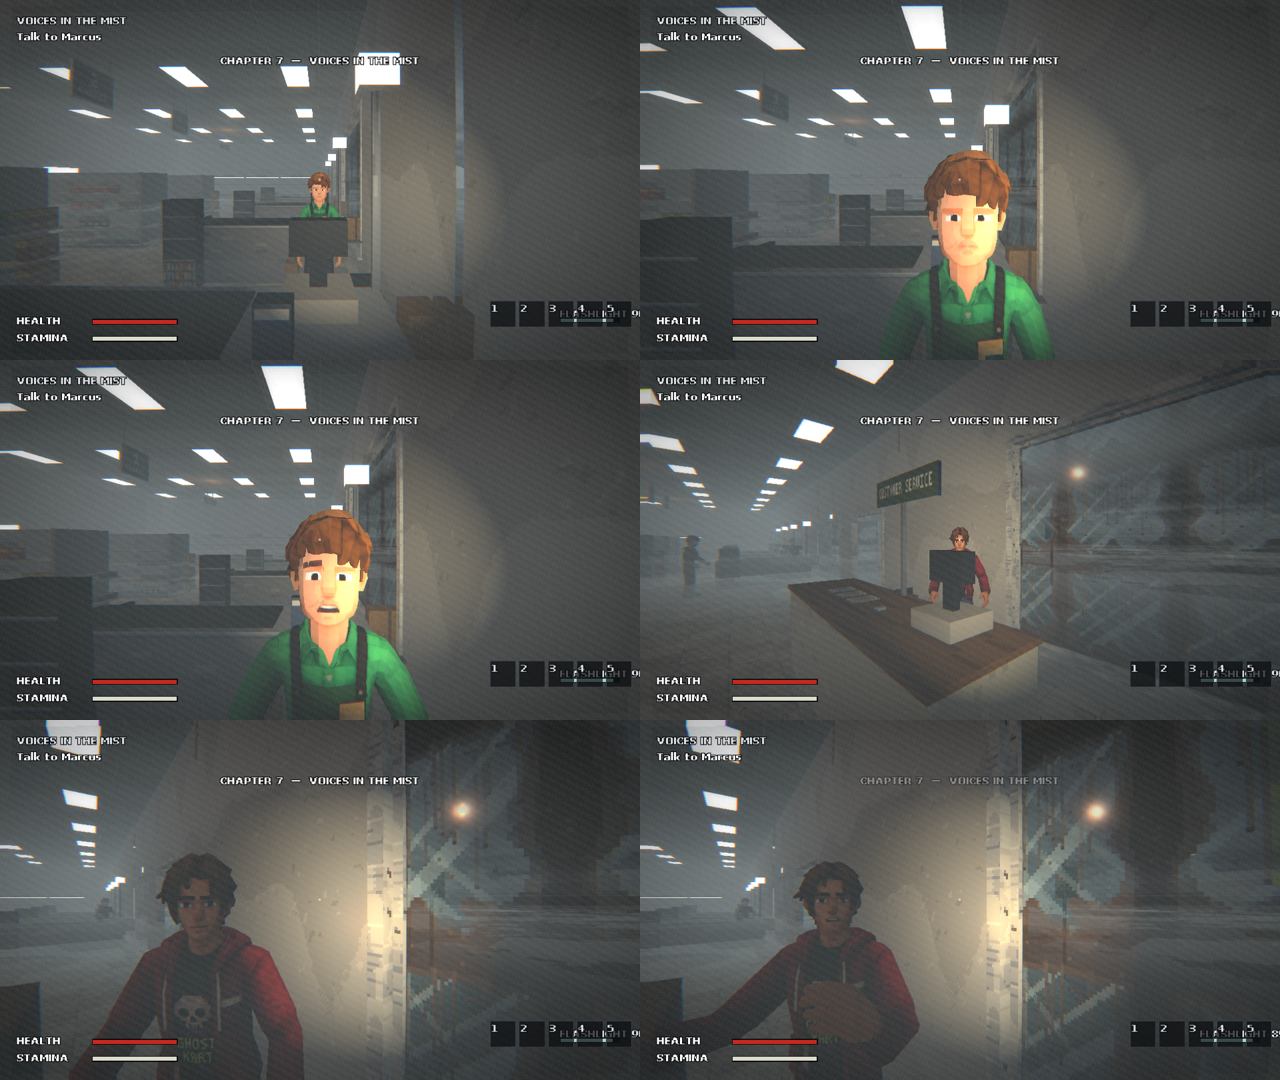 VOICES IN THE MIST
Talk to Marcus
CHAPTER 7 — VOICES IN THE MIST
HEALTH
STAMINA
1 2 3 4 5
FLASHLIGHT
VOICES IN THE MIST
Talk to Marcus
CHAPTER 7 — VOICES IN THE MIST
HEALTH
STAMINA
1 2 3 4 5
FLASHLIGHT
VOICES IN THE MIST
Talk to Marcus
CHAPTER 7 — VOICES IN THE MIST
HEALTH
STAMINA
1 2 3 4 5
FLASHLIGHT
VOICES IN THE MIST
Talk to Marcus
CHAPTER 7 — VOICES IN THE MIST
CUSTOMER SERVICE
HEALTH
STAMINA
1 2 3 4 5
FLASHLIGHT
VOICES IN THE MIST
Talk to Marcus
CHAPTER 7 — VOICES IN THE MIST
GHOST
KART
HEALTH
STAMINA
1 2 3 4 5
FLASHLIGHT
VOICES IN THE MIST
Talk to Marcus
CHAPTER 7 — VOICES IN THE MIST
HEALTH
STAMINA
1 2 3 4 5
FLASHLIGHT